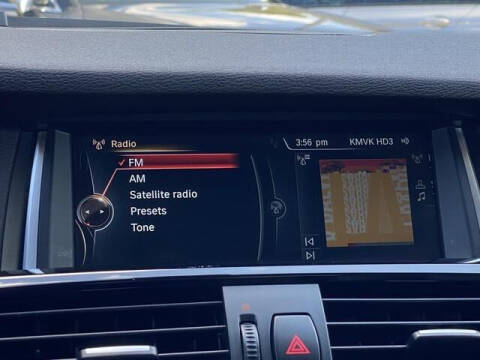 Radio
3:56 pm KMVK HD3
FM
AM
Satellite radio
Presets
Tone